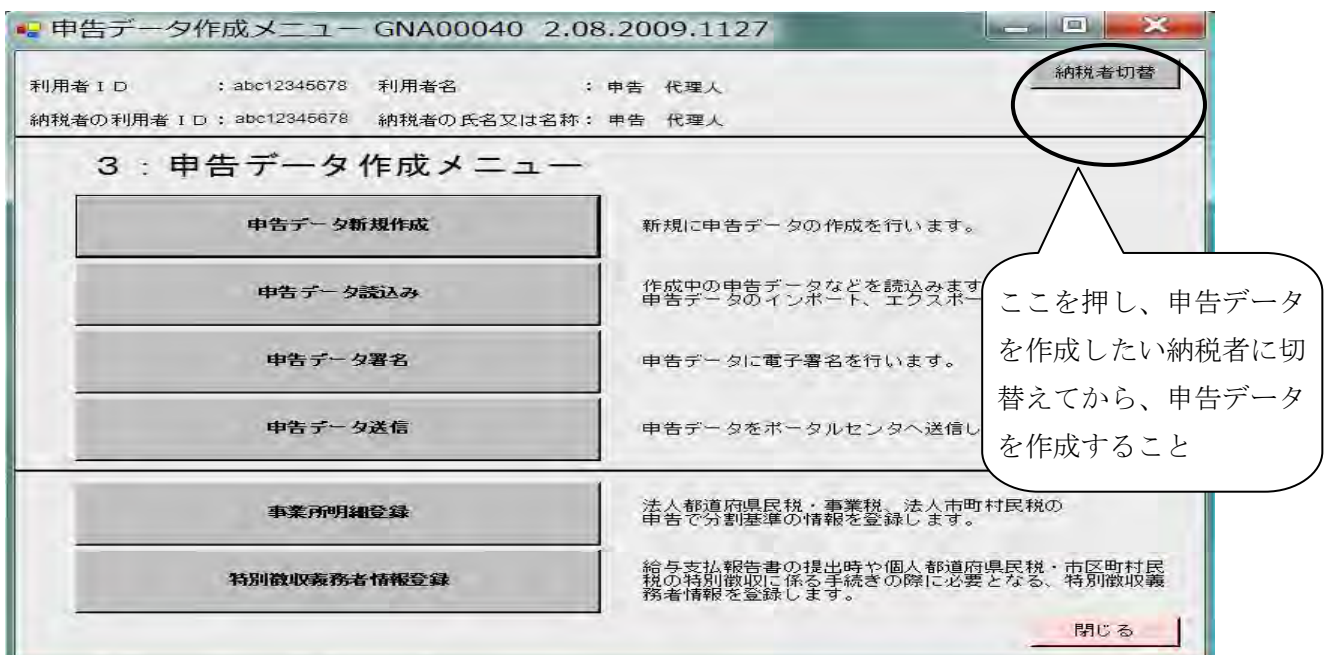 申告データ作成メニュー GNA00040 2.08.2009.1127
納税者切替
利用者ID : abc12345678 利用者名 : 申告 代理人
納税者の利用者ID : abc12345678 納税者の氏名又は名称 : 申告 代理人
3 : 申告データ作成メニュー
申告データ新規作成 新規に申告データの作成を行います。
申告データ読込み 作成中の申告データなどを読込みます
申告データのインポート、エクスポー
申告データ署名 申告データに電子署名を行います。
申告データ送信 申告データをポータルセンタへ送信し
ここを押し、申告データ
を作成したい納税者に切
替えてから、申告データ
を作成すること
事業所明細登録 法人都道府県民税・事業税、法人市町村民税の
申告で分割基準の情報を登録します。
特別徴収義務者情報登録 給与支払報告書の提出時や個人都道府県民税・市区町村民
税の特別徴収に係る手続きの際に必要となる、特別徴収義
務者情報を登録します。
閉じる